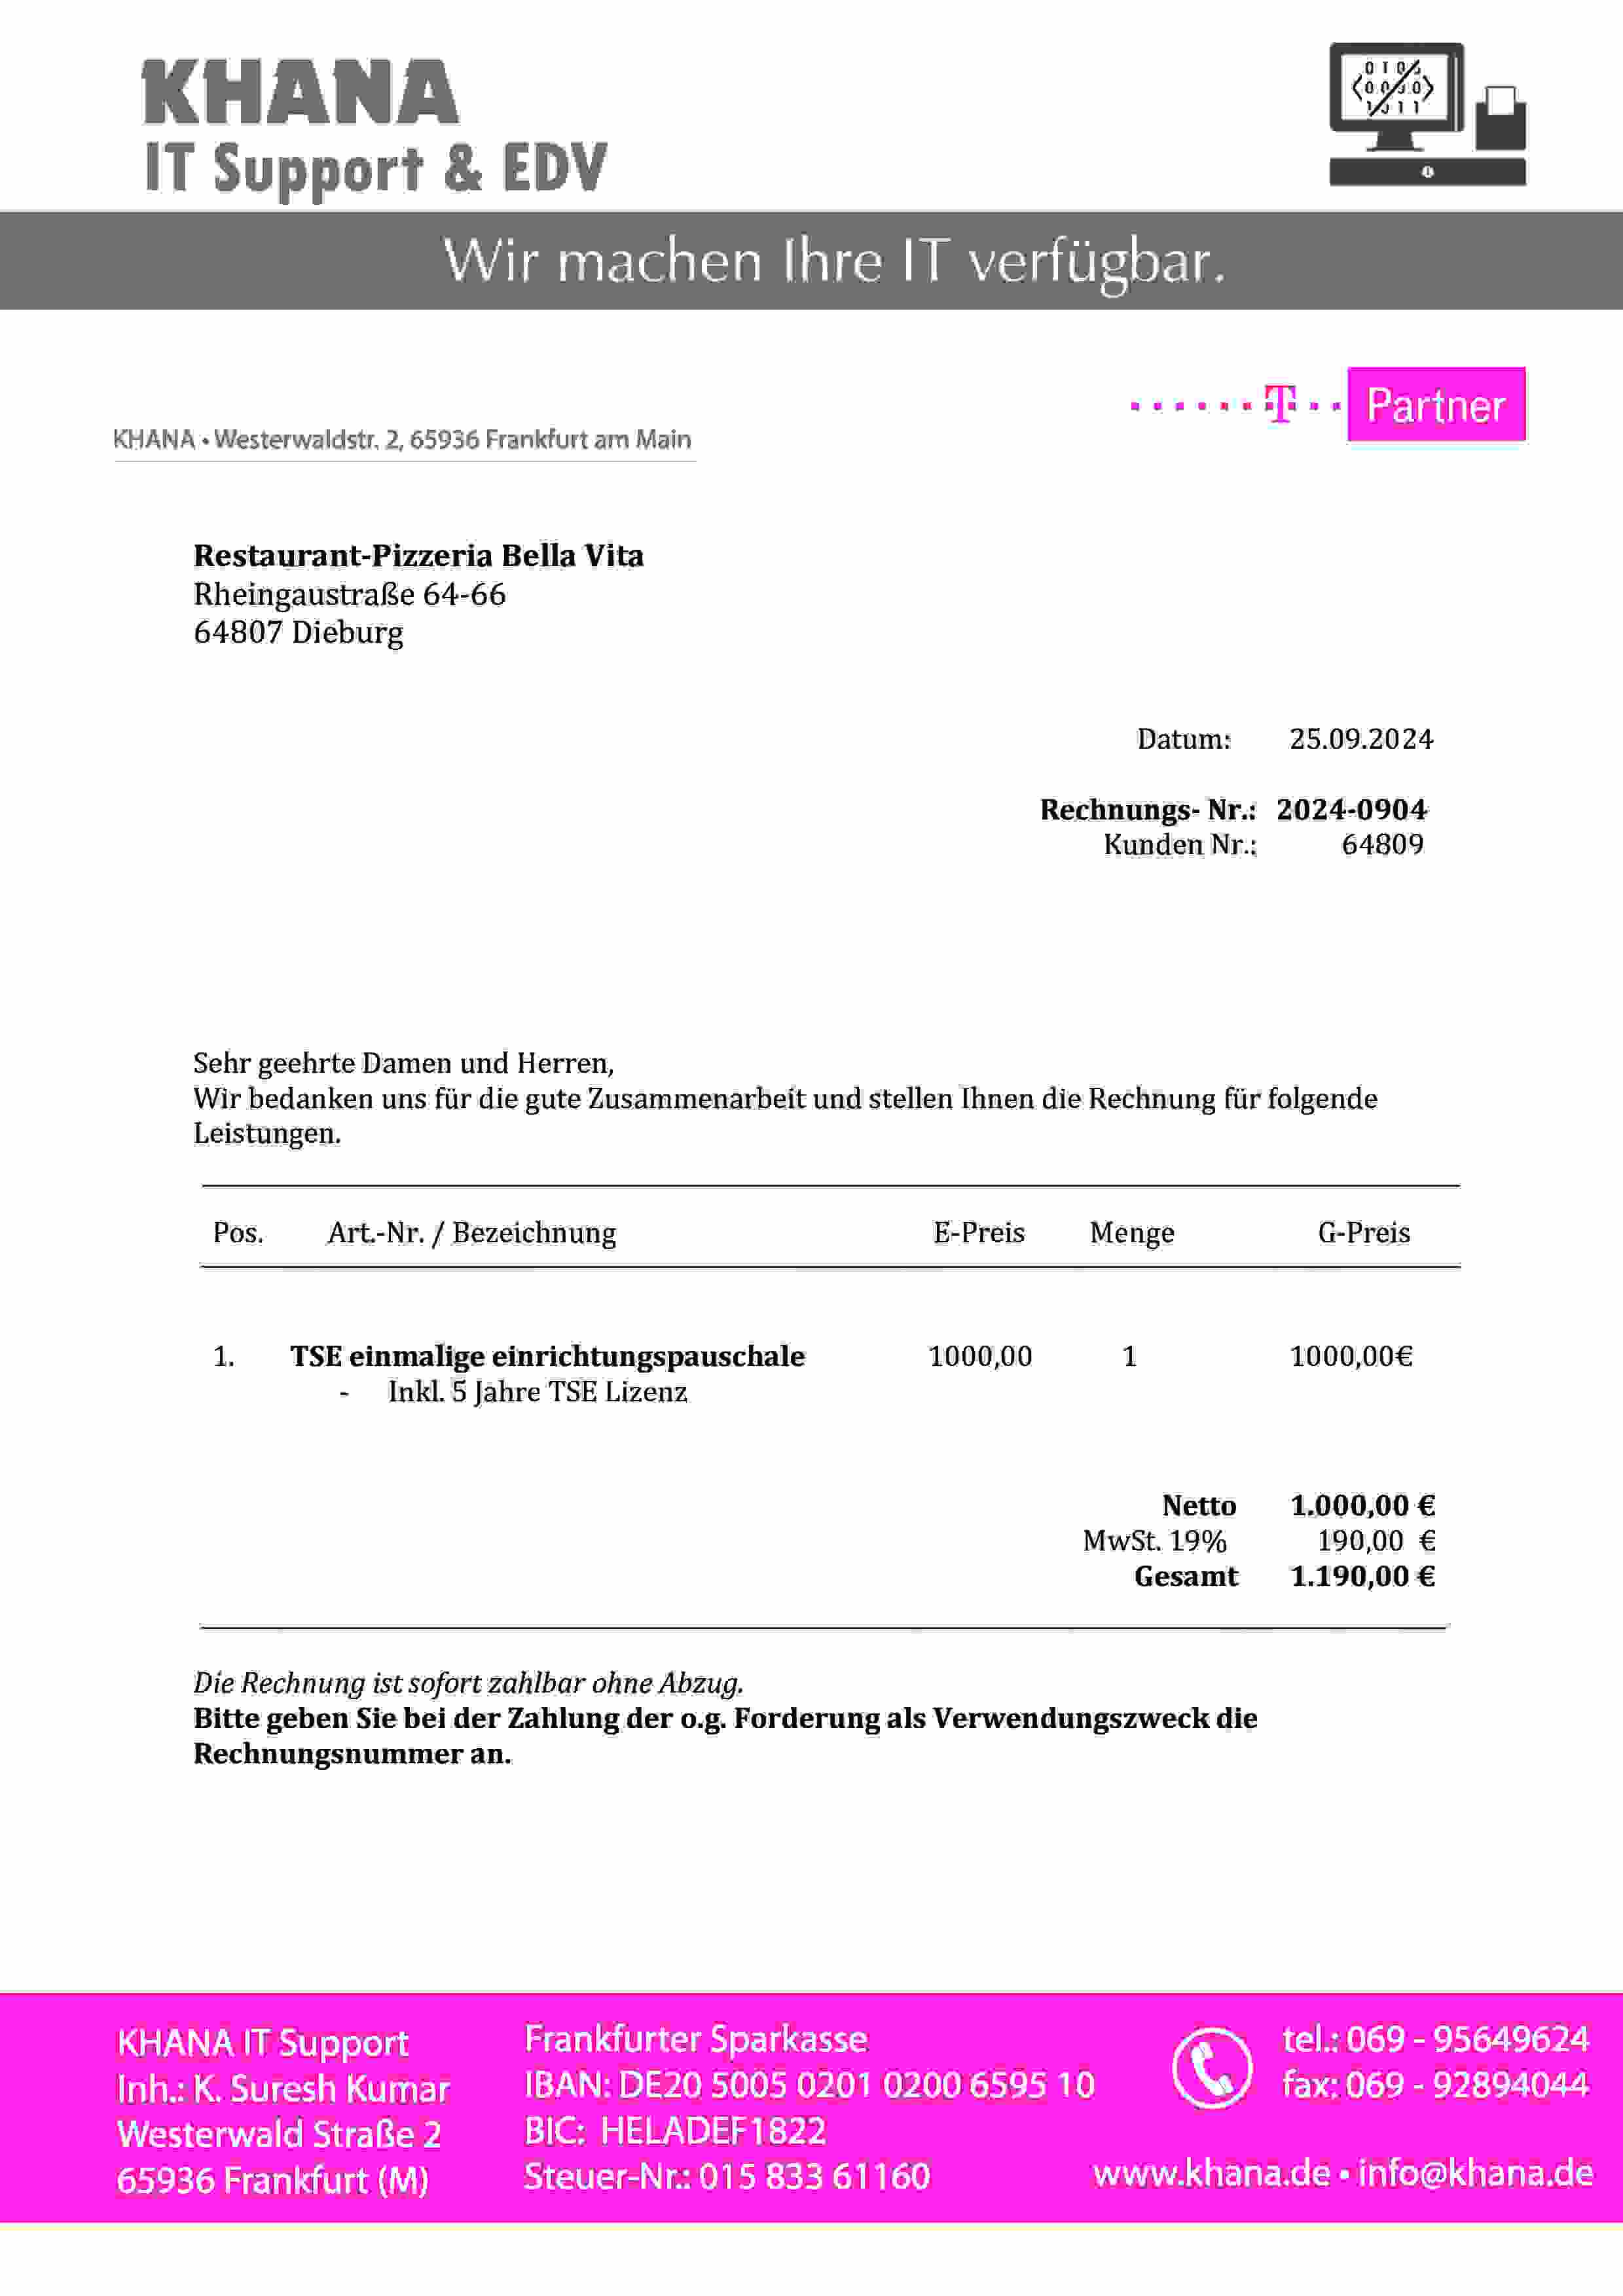 KHANA
IT Support & EDV
Wir machen Ihre IT verfügbar.
T Partner
KHANA • Westerwaldstr. 2, 65936 Frankfurt am Main
Restaurant-Pizzeria Bella Vita
Rheingaustraße 64-66
64807 Dieburg
Datum: 25.09.2024
Rechnungs- Nr.: 2024-0904
Kunden Nr.: 64809
Sehr geehrte Damen und Herren,
Wir bedanken uns für die gute Zusammenarbeit und stellen Ihnen die Rechnung für folgende
Leistungen.
Pos. Art.-Nr. / Bezeichnung E-Preis Menge G-Preis
1. TSE einmalige einrichtungspauschale 1000,00 1 1000,00€
- Inkl. 5 Jahre TSE Lizenz
Netto 1.000,00 €
MwSt. 19% 190,00 €
Gesamt 1.190,00 €
Die Rechnung ist sofort zahlbar ohne Abzug.
Bitte geben Sie bei der Zahlung der o.g. Forderung als Verwendungszweck die
Rechnungsnummer an.
KHANA IT Support
Inh.: K. Suresh Kumar
Westerwald Straße 2
65936 Frankfurt (M)
Frankfurter Sparkasse
IBAN: DE20 5005 0201 0200 6595 10
BIC: HELADEF1822
Steuer-Nr.: 015 833 61160
tel.: 069 - 95649624
fax: 069 - 92894044
www.khana.de • info@khana.de